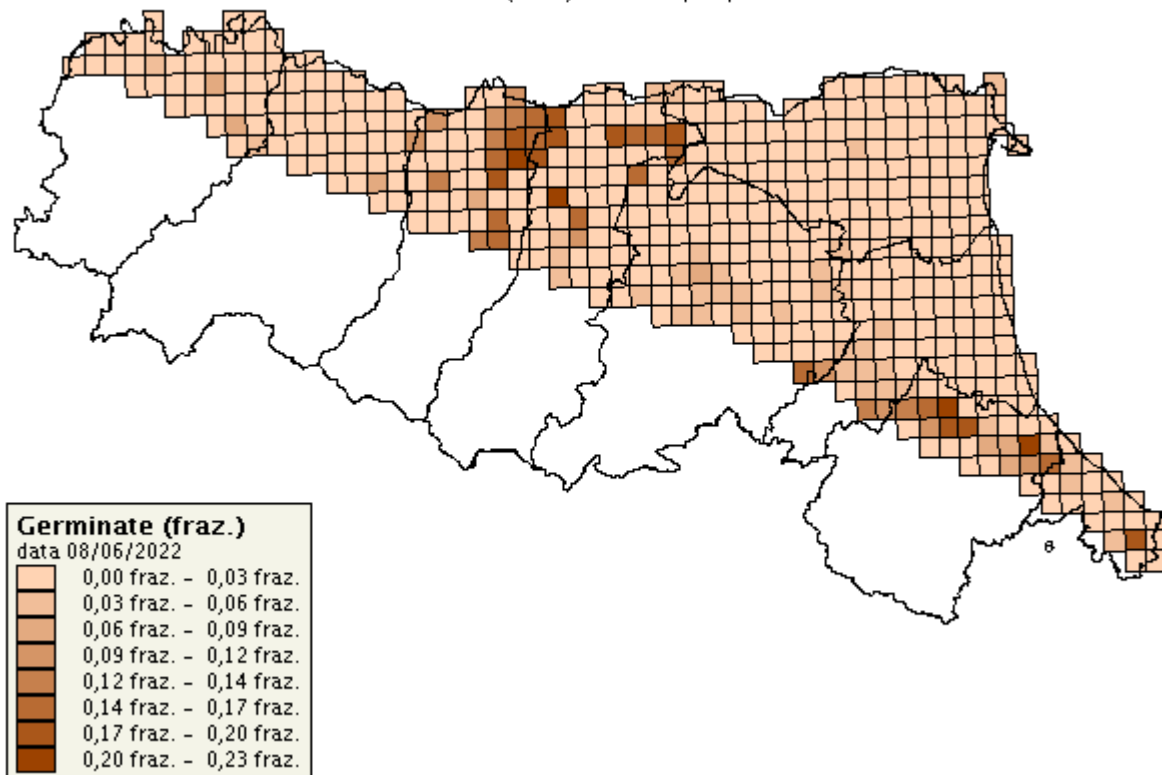 Germinate (fraz.)
data 08/06/2022
0,00 fraz. - 0,03 fraz.
0,03 fraz. - 0,06 fraz.
0,06 fraz. - 0,09 fraz.
0,09 fraz. - 0,12 fraz.
0,12 fraz. - 0,14 fraz.
0,14 fraz. - 0,17 fraz.
0,17 fraz. - 0,20 fraz.
0,20 fraz. - 0,23 fraz.